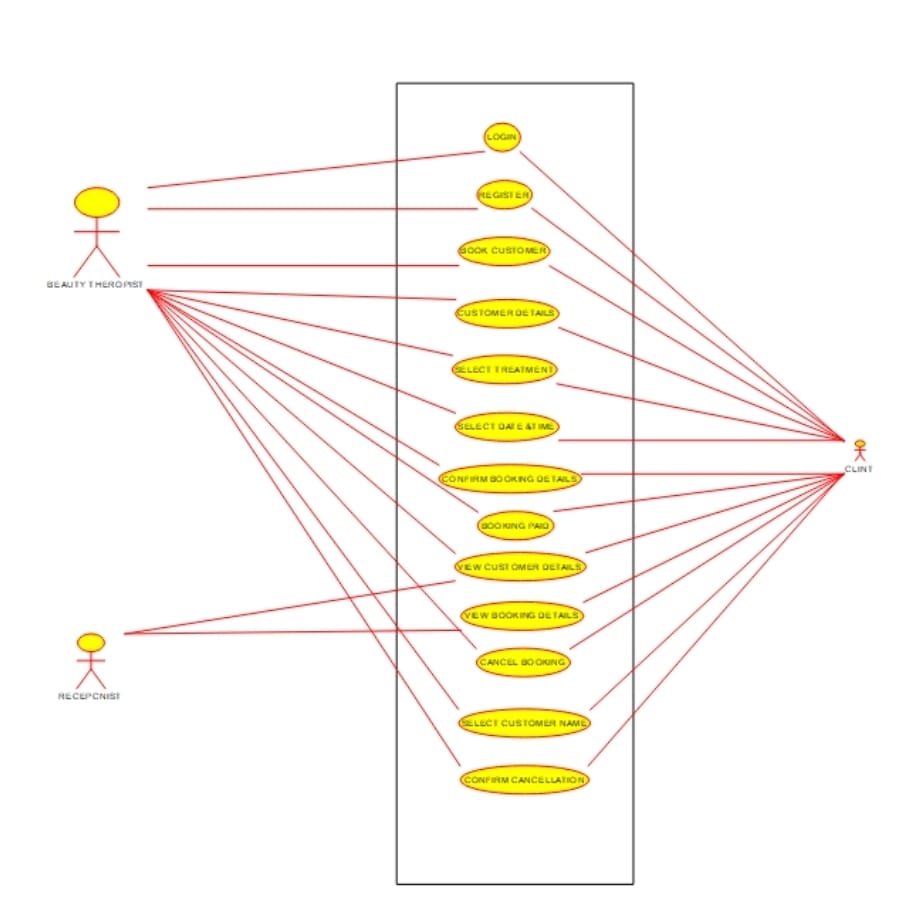 LOGIN
REGISTER
BOOK CUSTOMER
BEAUTY THEROPIST
CUSTOMER DETAILS
SELECT TREATMENT
SELECT DATE &TIME
CLINT
CONFIRM BOOKING DETAILS
BOOKING PAID
VIEW CUSTOMER DETAILS
VIEW BOOKING DETAILS
CANCEL BOOKING
RECEPCNIST
SELECT CUSTOMER NAME
CONFIRM CANCELLATION